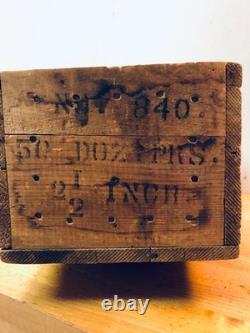 No 840
50 DOZ PRS.
2 1/2 INCH